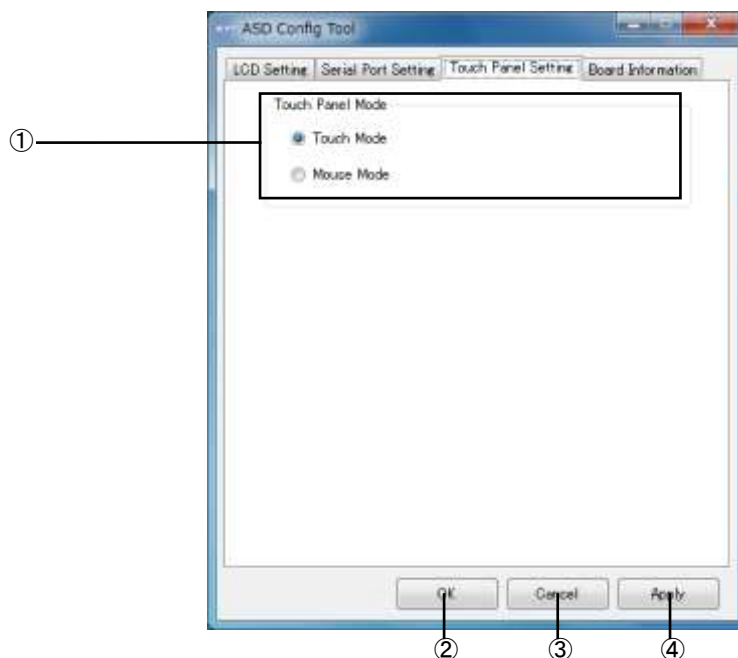 ASD Config Tool
LCD Setting Serial Port Setting Touch Panel Setting Board Information
Touch Panel Mode
① Touch Mode
Mouse Mode
OK Cancel Apply
② ③ ④